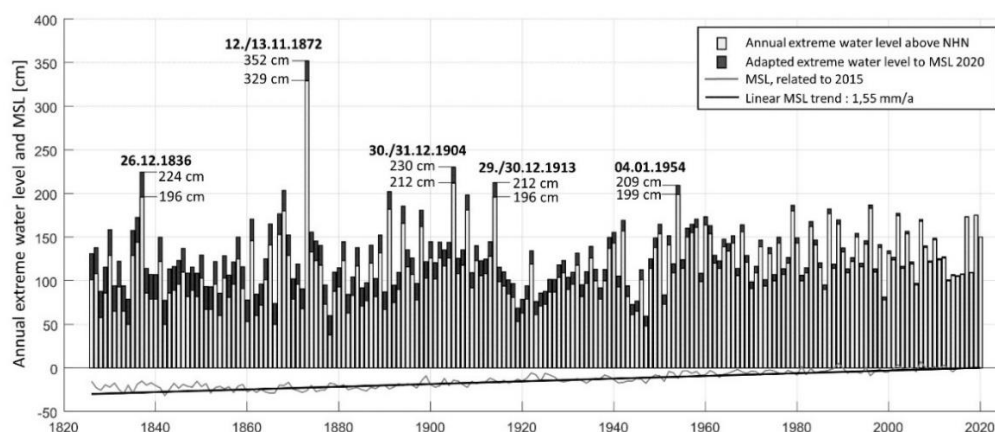 400
350
300
250
200
150
100
50
0
-50
Annual extreme water level and MSL [cm]
12./13.11.1872
352 cm
329 cm
26.12.1836
224 cm
196 cm
30./31.12.1904
230 cm
212 cm
29./30.12.1913
212 cm
196 cm
04.01.1954
209 cm
199 cm
Annual extreme water level above NHN
Adapted extreme water level to MSL 2020
MSL, related to 2015
Linear MSL trend : 1,55 mm/a
1820
1840
1860
1880
1900
1920
1940
1960
1980
2000
2020